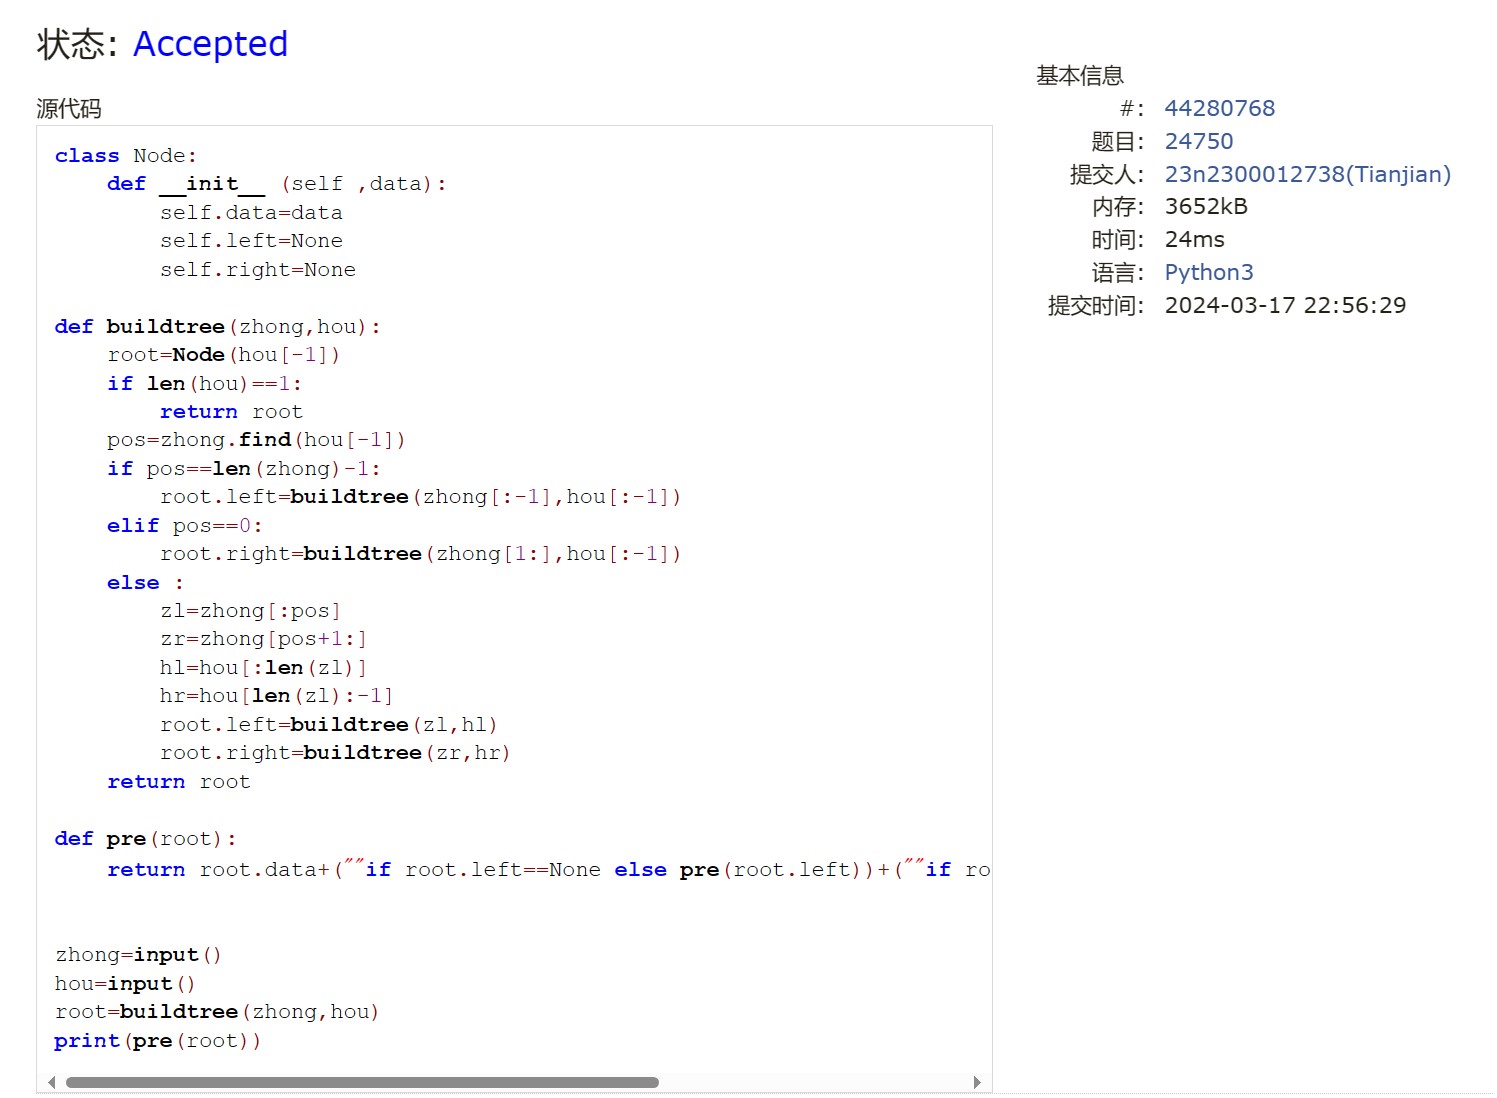 状态: Accepted
源代码
class Node:
    def __init__ (self ,data):
        self.data=data
        self.left=None
        self.right=None
def buildtree(zhong,hou):
    root=Node(hou[-1])
    if len(hou)==1:
        return root
    pos=zhong.find(hou[-1])
    if pos==len(zhong)-1:
        root.left=buildtree(zhong[:-1],hou[:-1])
    elif pos==0:
        root.right=buildtree(zhong[1:],hou[:-1])
    else :
        zl=zhong[:pos]
        zr=zhong[pos+1:]
        hl=hou[:len(zl)]
        hr=hou[len(zl):-1]
        root.left=buildtree(zl,hl)
        root.right=buildtree(zr,hr)
    return root
def pre(root):
    return root.data+(""if root.left==None else pre(root.left))+(""if ro
zhong=input()
hou=input()
root=buildtree(zhong,hou)
print(pre(root))
基本信息
#: 44280768
题目: 24750
提交人: 23n2300012738(Tianjian)
内存: 3652kB
时间: 24ms
语言: Python3
提交时间: 2024-03-17 22:56:29